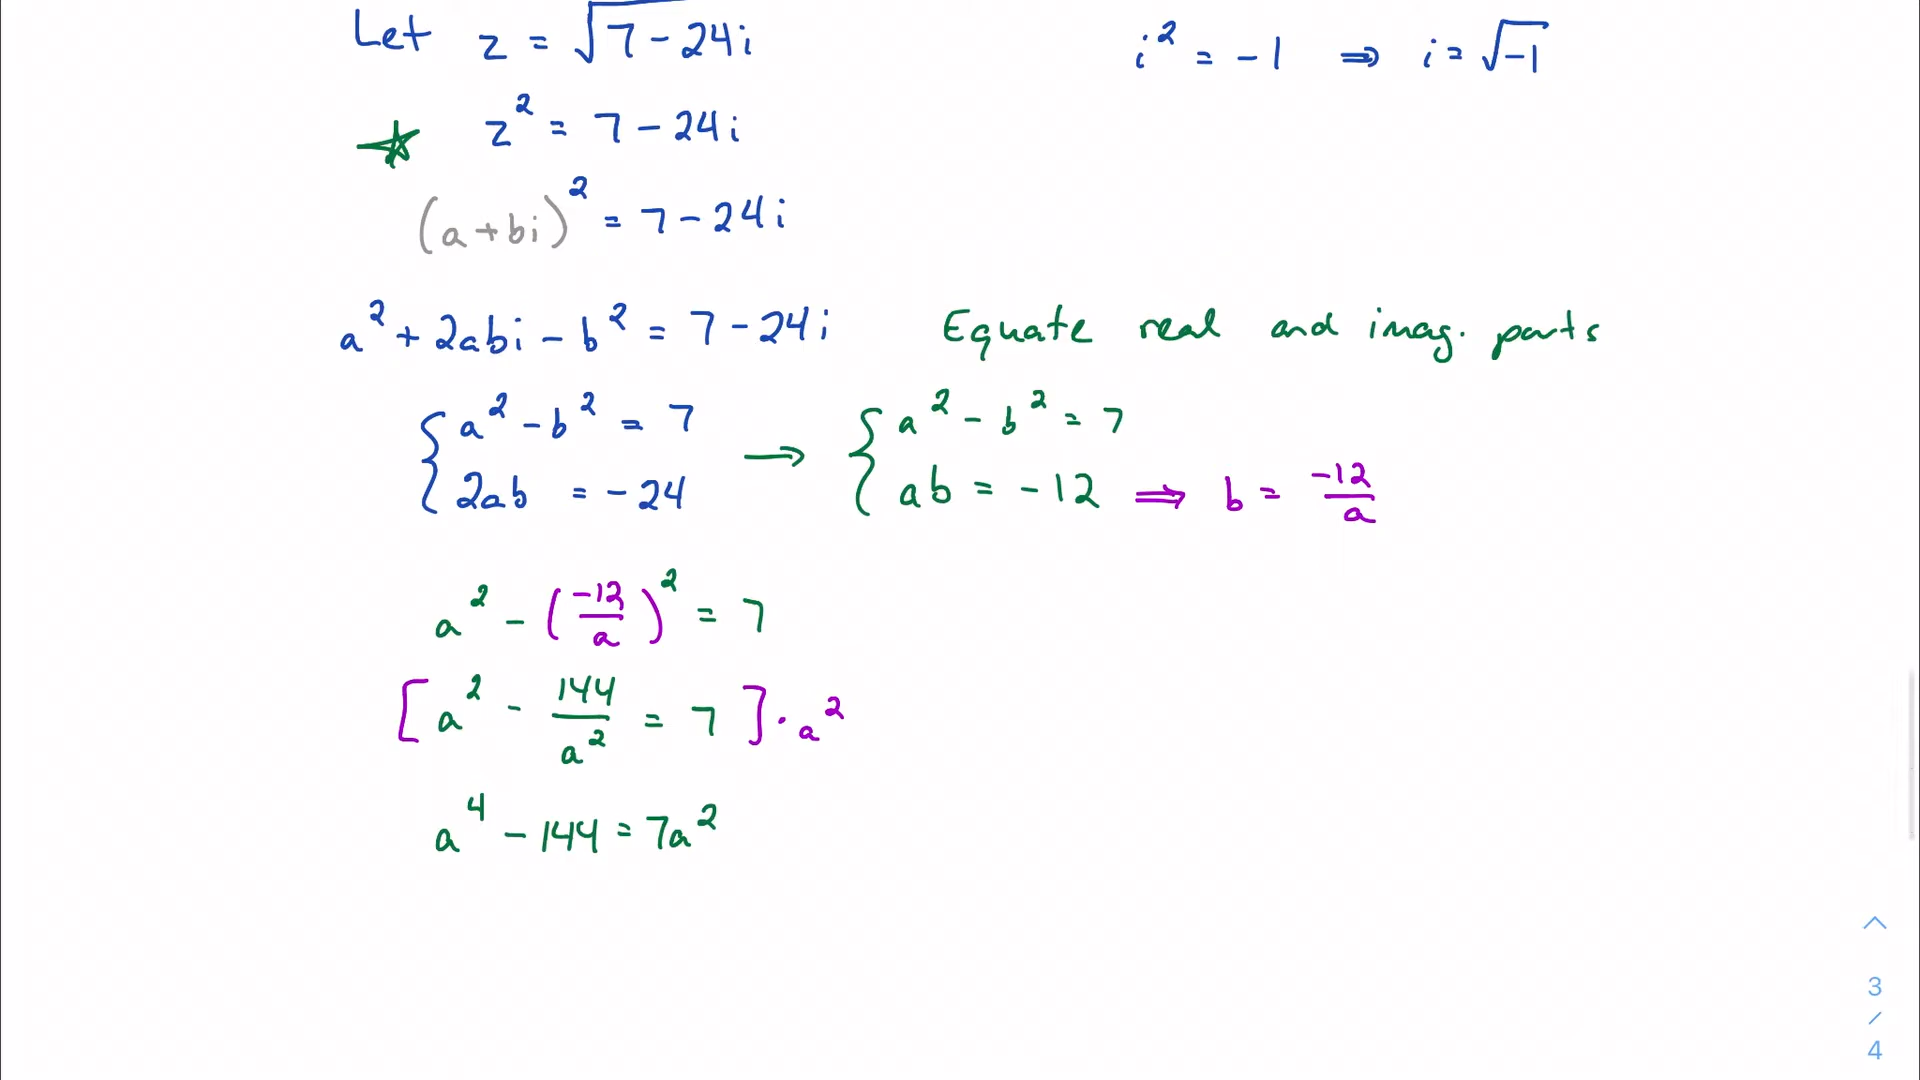 Let z = √7 - 24i
i² = -1 ⇒ i = √-1
z² = 7 - 24i
(a + bi)² = 7 - 24i
a² + 2abi - b² = 7 - 24i Equate real and imag. parts
{ a² - b² = 7 → { a² - b² = 7
2ab = -24 ab = -12 ⇒ b = -12/a
a² - (-12/a)² = 7
[ a² - 144/a² = 7 ] · a²
a⁴ - 144 = 7a²
3
/
4